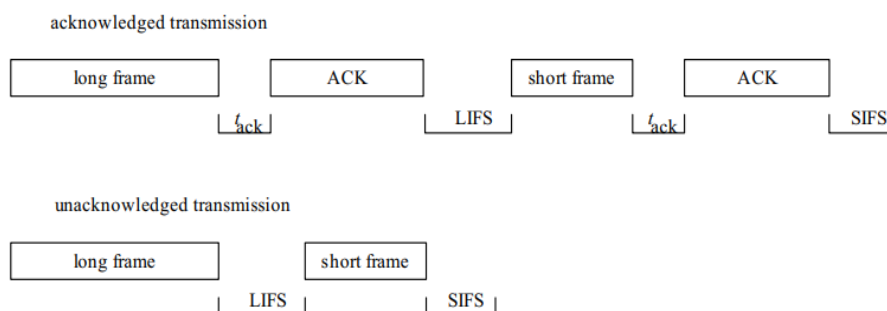 acknowledged transmission
long frame ACK short frame ACK
tack LIFS tack SIFS
unacknowledged transmission
long frame short frame
LIFS SIFS